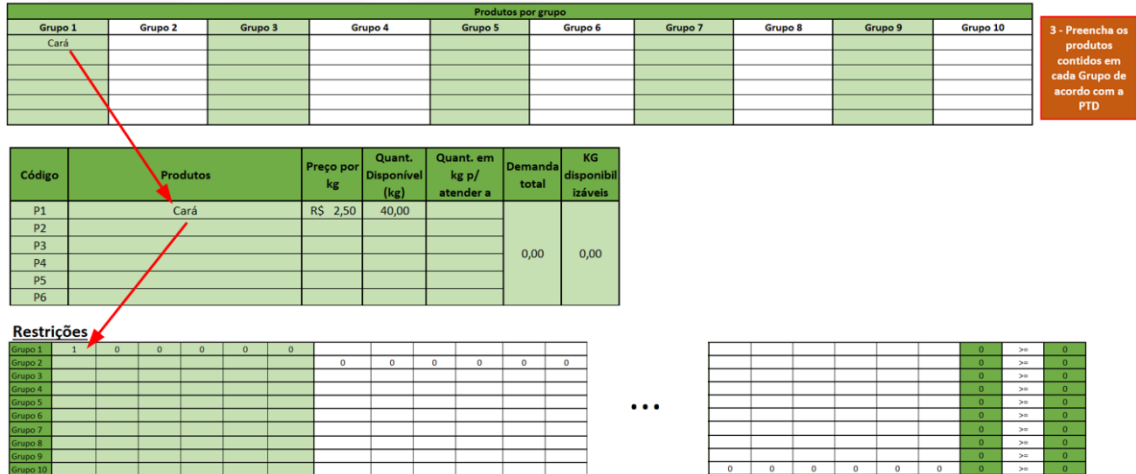 Produtos por grupo
Grupo 1 Grupo 2 Grupo 3 Grupo 4 Grupo 5 Grupo 6 Grupo 7 Grupo 8 Grupo 9 Grupo 10
Cará
3 - Preencha os
produtos
contidos em
cada Grupo de
acordo com a
PTD
Código Produtos Preço por kg Quant. Disponível (kg) Quant. em kg p/ atender a Demanda total KG disponibil izáveis
P1 Cará R$ 2,50 40,00
P2
P3
P4
P5
P6
0,00 0,00
Restrições
Grupo 1 1 0 0 0 0 0 0 >= 0
Grupo 2 0 0 0 0 0 0 0 >= 0
Grupo 3 0 >= 0
Grupo 4 0 >= 0
Grupo 5 0 >= 0
Grupo 6 0 >= 0
Grupo 7 0 >= 0
Grupo 8 0 >= 0
Grupo 9 0 >= 0
Grupo 10 0 0 0 0 0 0 0 >= 0
...